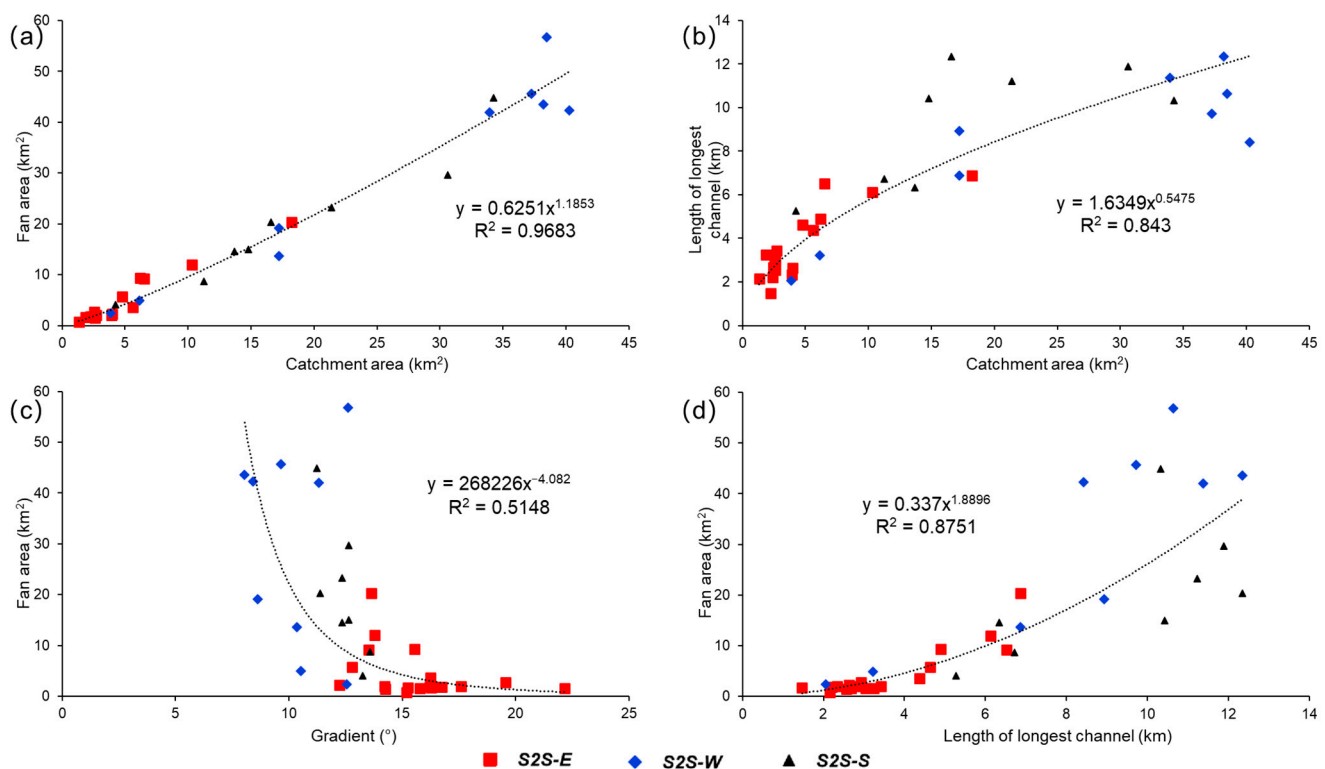 (a)
60
50
40
30
20
10
0
Fan area (km²)
0 5 10 15 20 25 30 35 40 45
Catchment area (km²)
y = 0.6251x^1.1853
R² = 0.9683
(b)
14
12
10
8
6
4
2
0
Length of longest
channel (km)
0 5 10 15 20 25 30 35 40 45
Catchment area (km²)
y = 1.6349x^0.5475
R² = 0.843
(c)
60
50
40
30
20
10
0
Fan area (km²)
0 5 10 15 20 25
Gradient (°)
y = 268226x^−4.082
R² = 0.5148
(d)
60
50
40
30
20
10
0
Fan area (km²)
0 2 4 6 8 10 12 14
Length of longest channel (km)
y = 0.337x^1.8896
R² = 0.8751
S2S-E S2S-W S2S-S